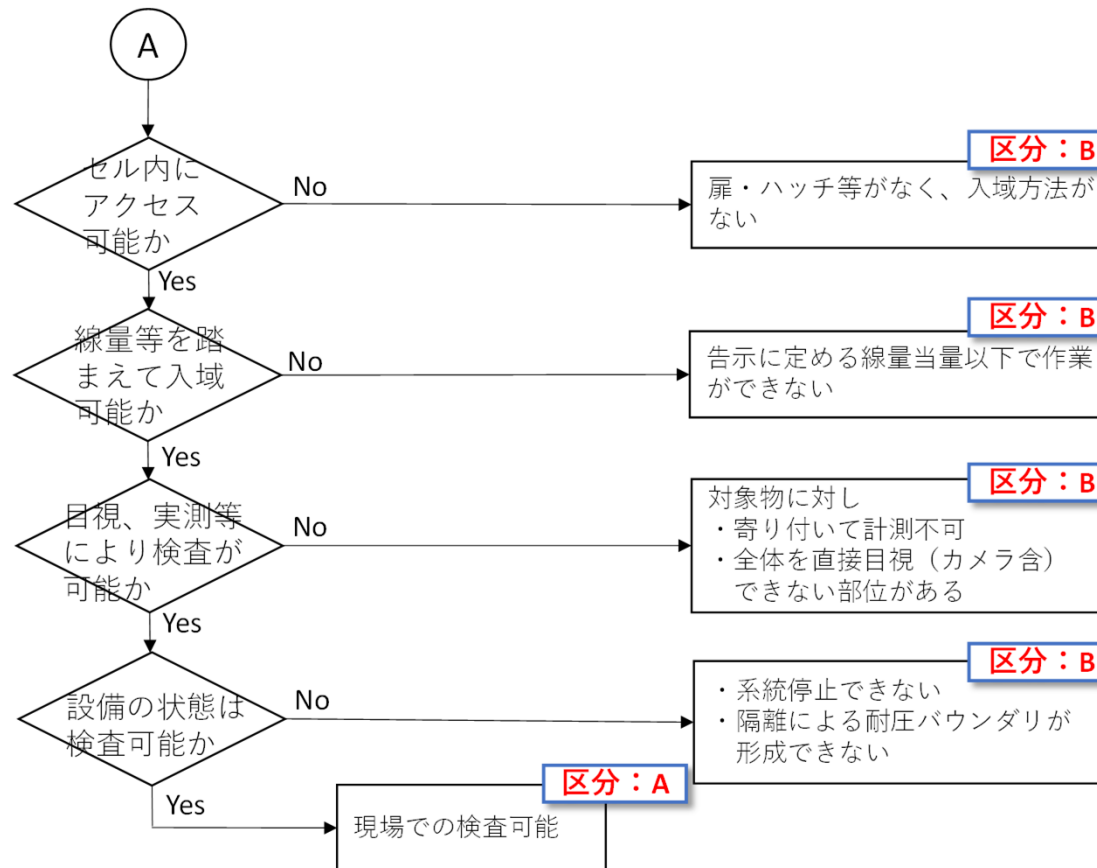 A
セル内に
アクセス
可能か
No
区分：B
扉・ハッチ等がなく、入域方法が
ない
Yes
線量等を踏
まえて入域
可能か
No
区分：B
告示に定める線量当量以下で作業
ができない
Yes
目視、実測等
により検査が
可能か
No
区分：B
対象物に対し
・寄り付いて計測不可
・全体を直接目視（カメラ含）
できない部位がある
Yes
設備の状態は
検査可能か
No
区分：B
・系統停止できない
・隔離による耐圧バウンダリが
形成できない
Yes
区分：A
現場での検査可能